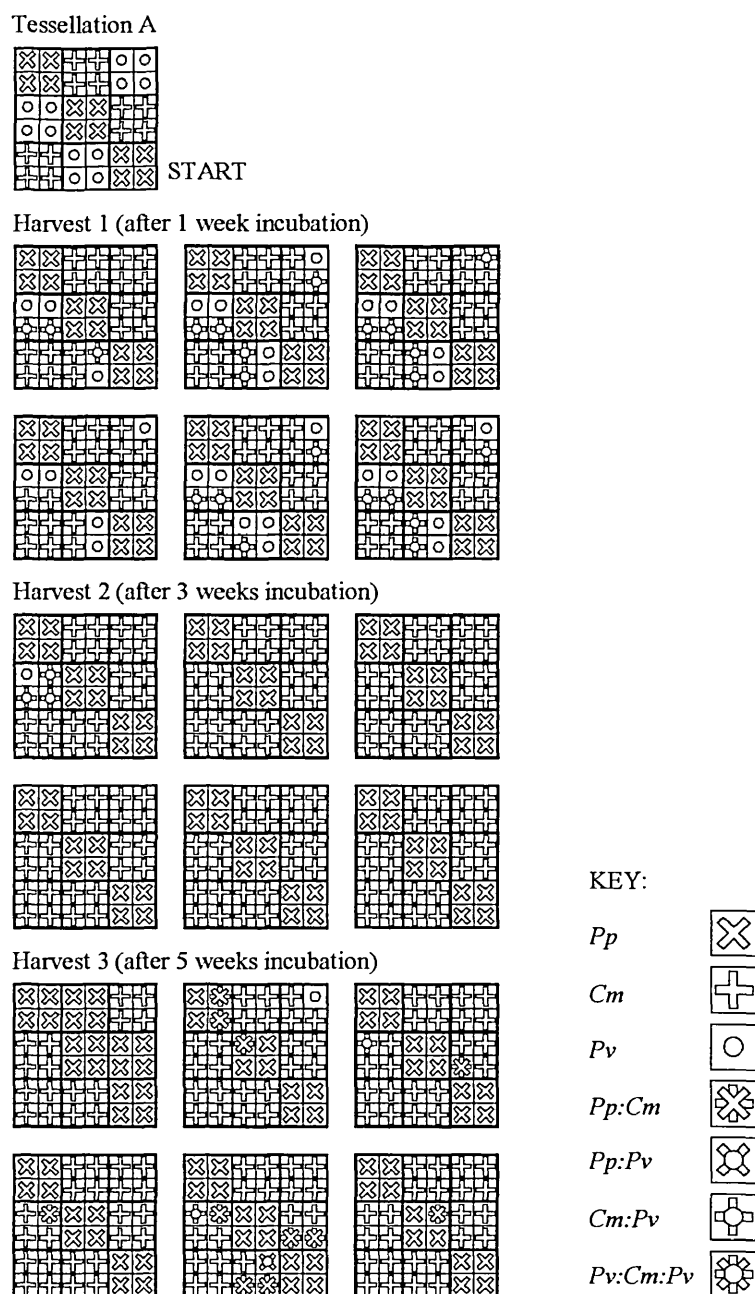 Tessellation A
START
Harvest 1 (after 1 week incubation)
Harvest 2 (after 3 weeks incubation)
Harvest 3 (after 5 weeks incubation)
KEY:
Pp
Cm
Pv
Pp:Cm
Pp:Pv
Cm:Pv
Pv:Cm:Pv